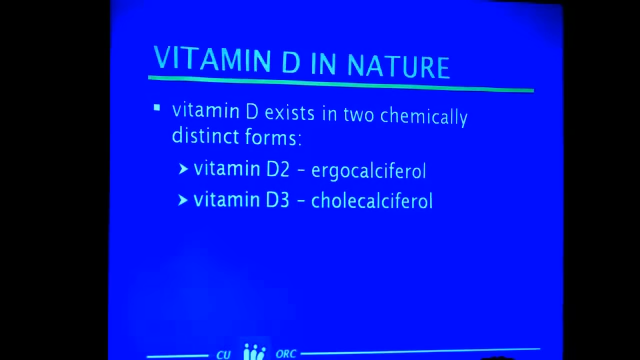 VITAMIN D IN NATURE
▪ vitamin D exists in two chemically
distinct forms:
➤ vitamin D2 – ergocalciferol
➤ vitamin D3 – cholecalciferol
CU ORC